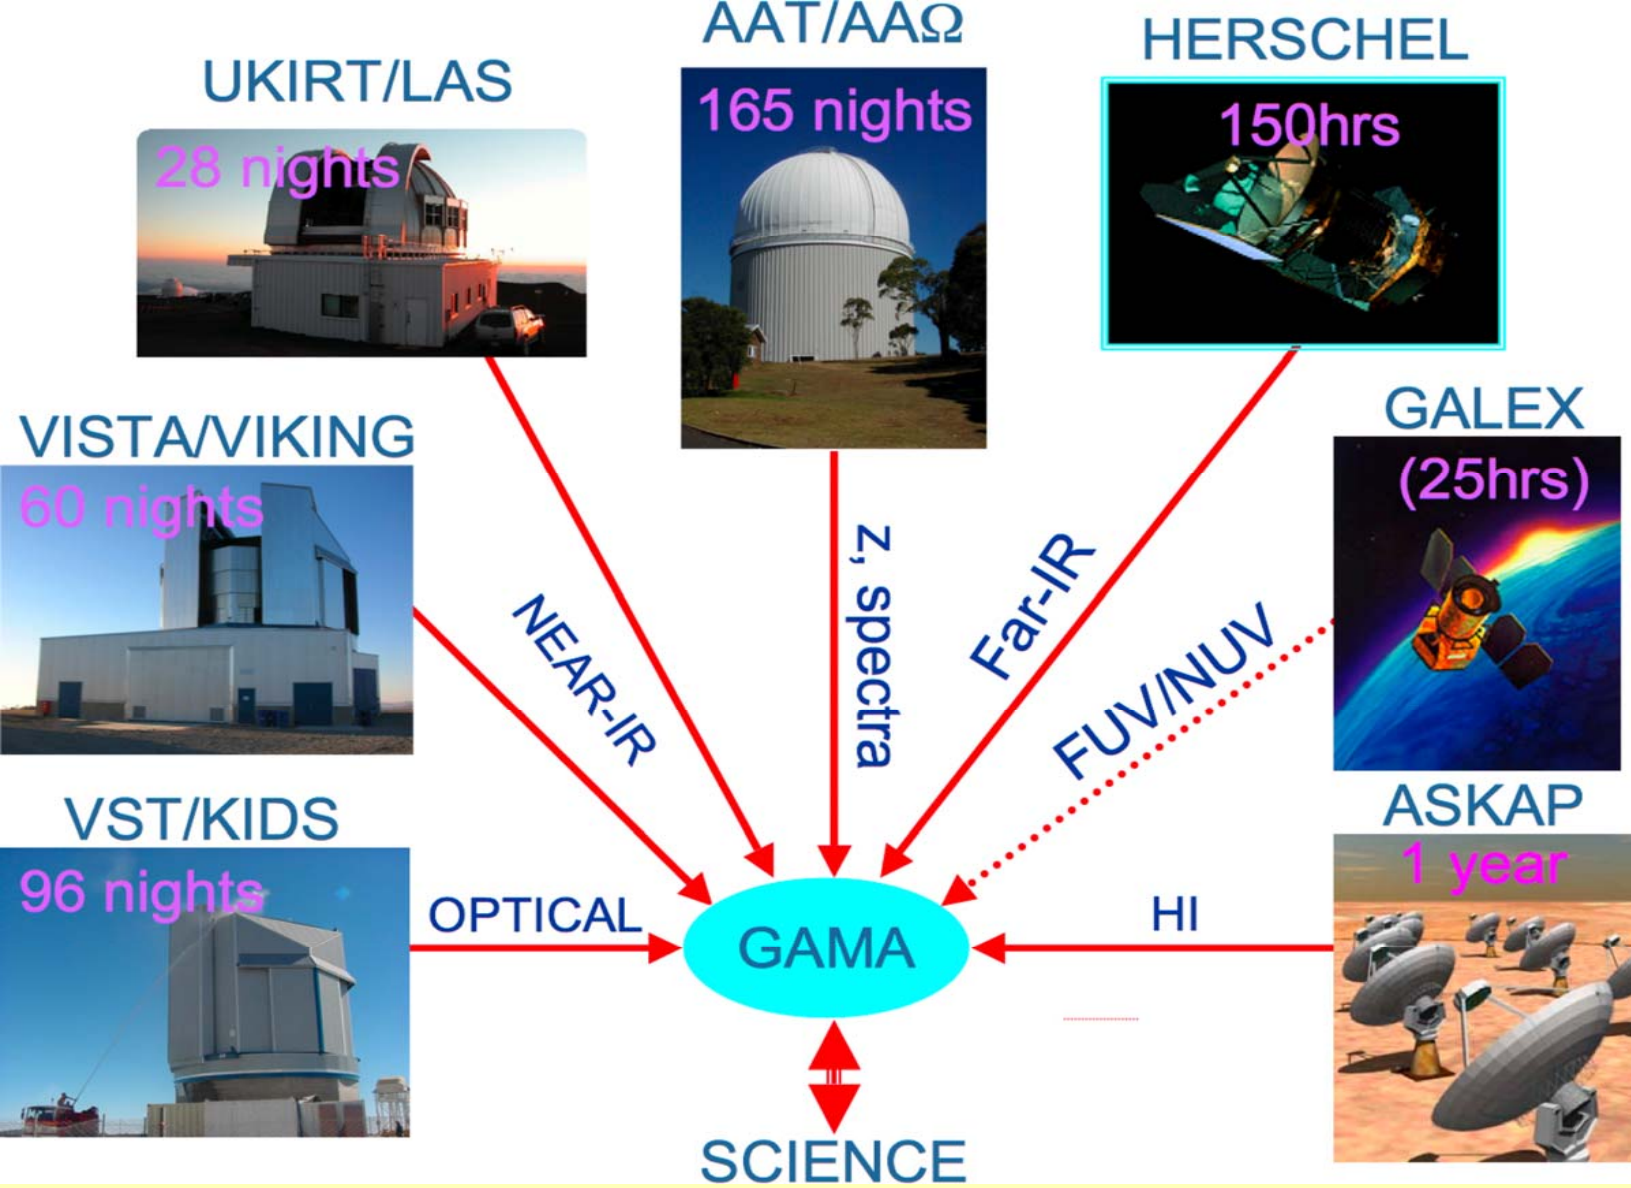 AAT/AAΩ
HERSCHEL
UKIRT/LAS
165 nights
150hrs
28 nights
GALEX
VISTA/VIKING
(25hrs)
60 nights
z, spectra
Far-IR
NEAR-IR
FUV/NUV
VST/KIDS
ASKAP
96 nights
1 year
OPTICAL
HI
GAMA
SCIENCE